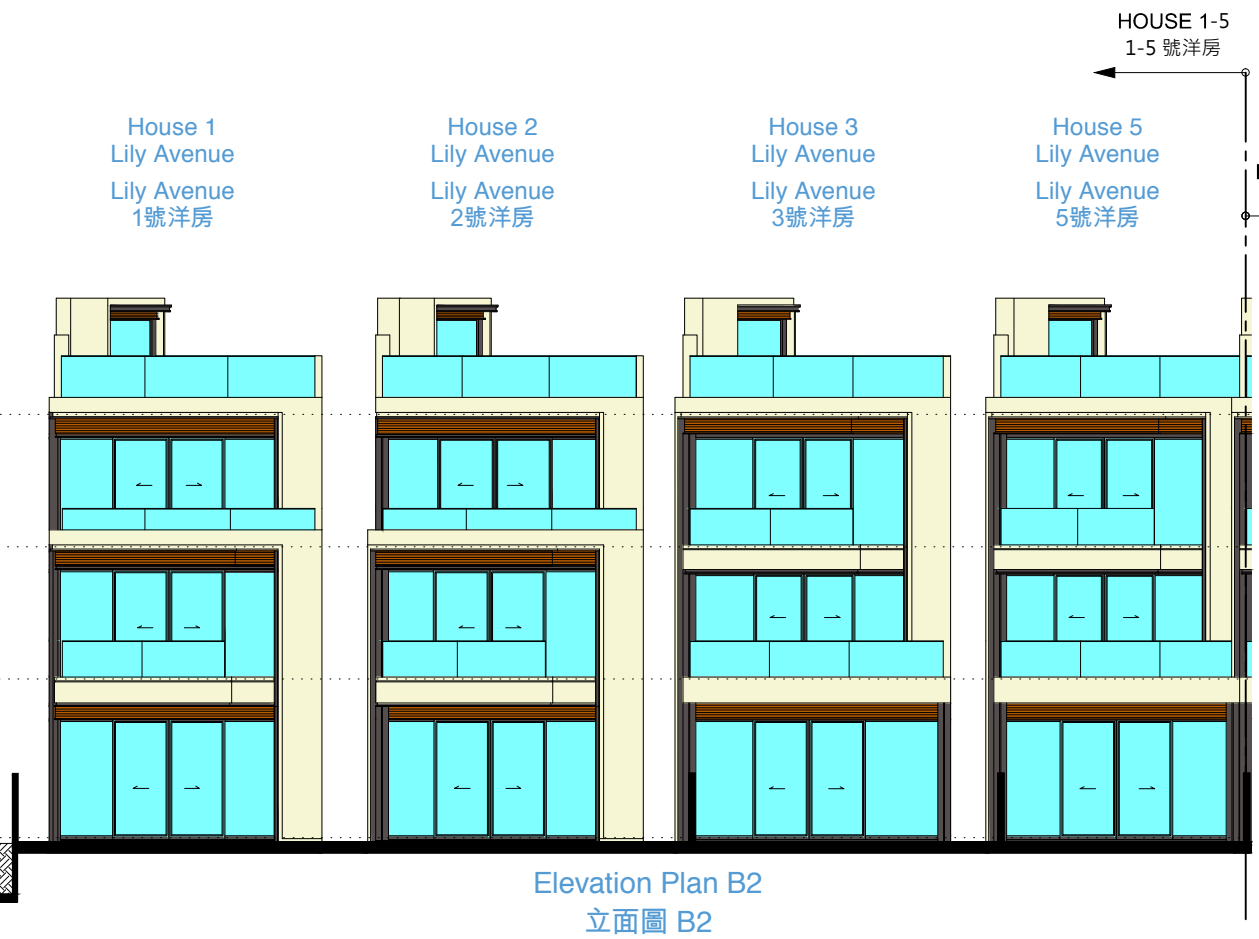 HOUSE 1-5
1-5 號洋房
House 1
Lily Avenue
Lily Avenue
1號洋房
House 2
Lily Avenue
Lily Avenue
2號洋房
House 3
Lily Avenue
Lily Avenue
3號洋房
House 5
Lily Avenue
Lily Avenue
5號洋房
Elevation Plan B2
立面圖 B2